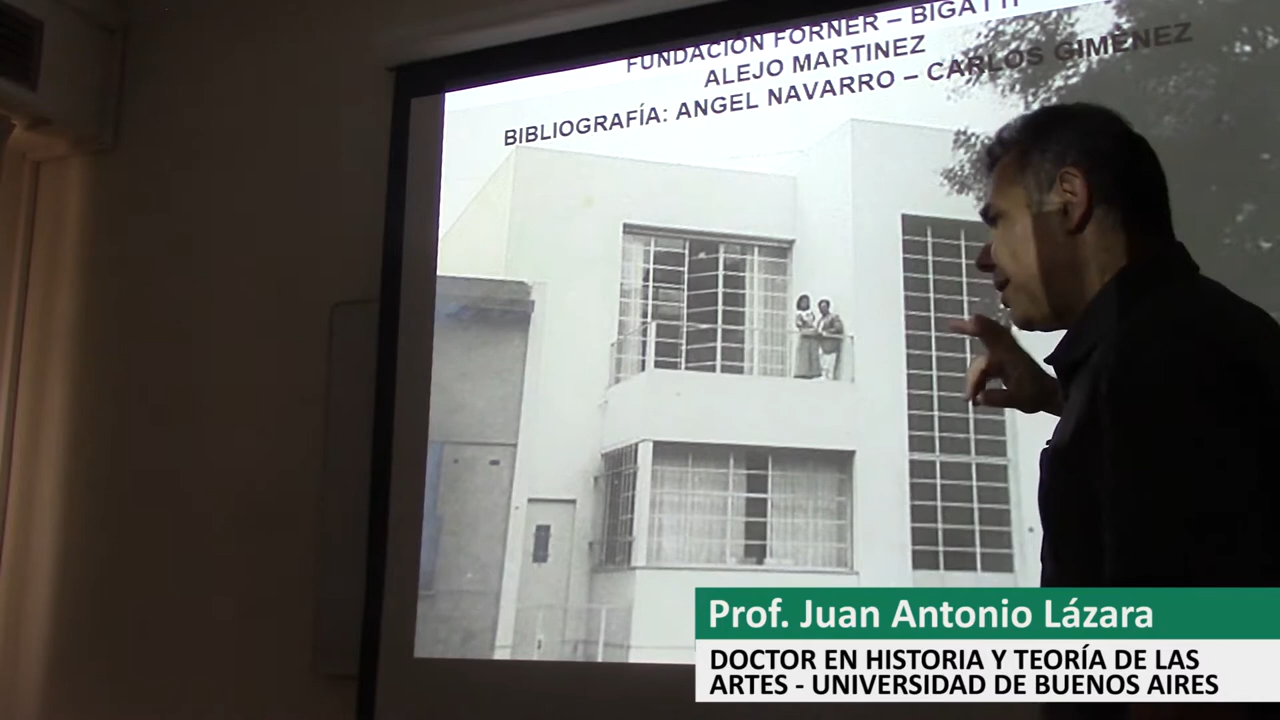 FUNDACIÓN FORNER – BIGATTI
ALEJO MARTINEZ
BIBLIOGRAFÍA: ANGEL NAVARRO – CARLOS GIMENEZ
Prof. Juan Antonio Lázara
DOCTOR EN HISTORIA Y TEORÍA DE LAS
ARTES - UNIVERSIDAD DE BUENOS AIRES